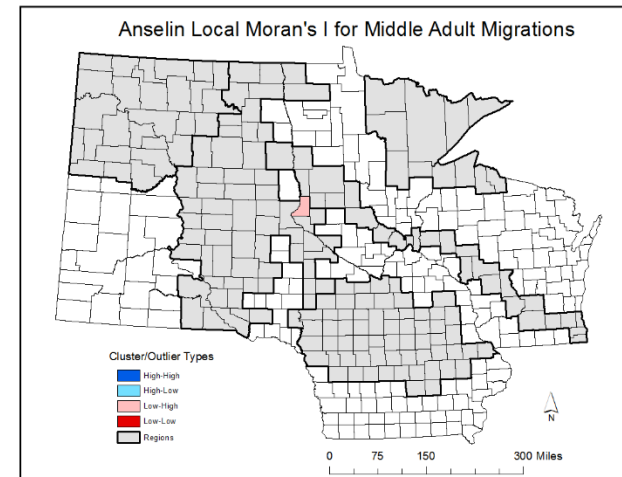 Anselin Local Moran's I for Middle Adult Migrations
Cluster/Outlier Types
High-High
High-Low
Low-High
Low-Low
Regions
N
0 75 150 300 Miles